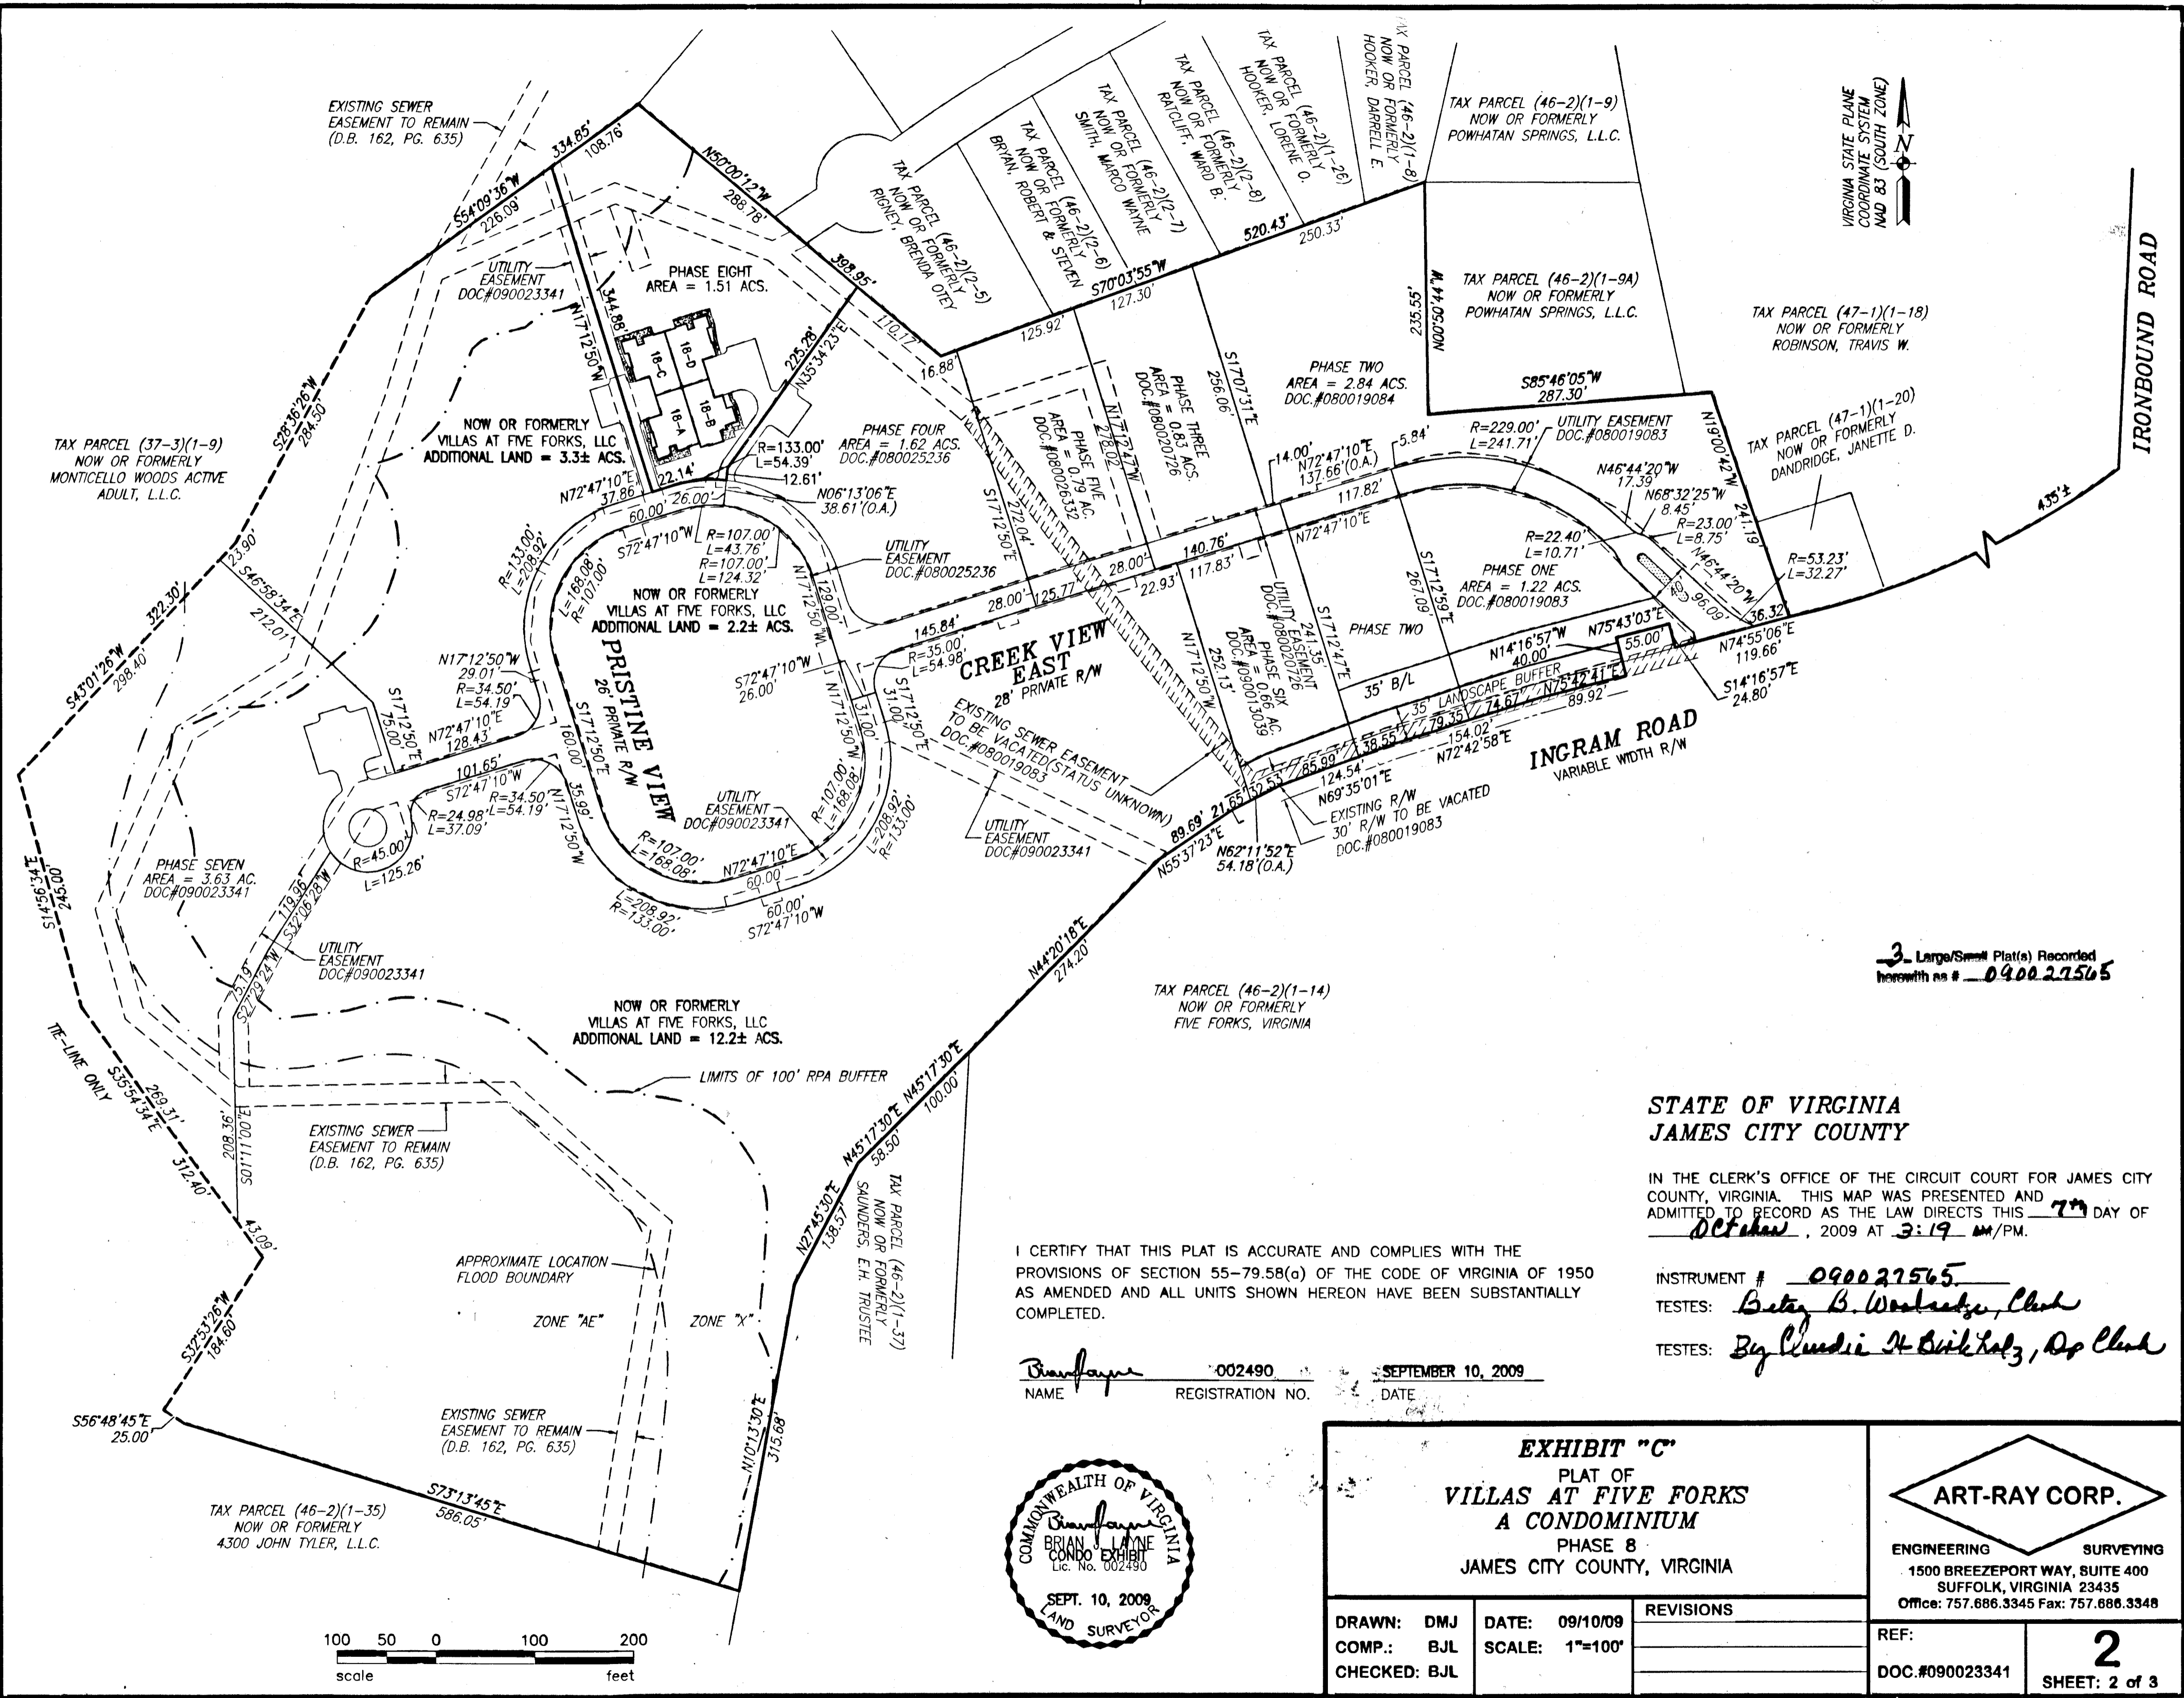 EXISTING SEWER
EASEMENT TO REMAIN
(D.B. 162, PG. 635)
334.85'
108.76'
S54°09'36"W
226.09'
N50°00'12"W
288.78'
398.95'
110.17'
16.88'
UTILITY
EASEMENT
DOC#090023341
344.88'
N17°12'50"W
PHASE EIGHT
AREA = 1.51 ACS.
18-D
18-C
18-B
18-A
225.28'
N35°34'23"E
TAX PARCEL (46-2)(2-5)
NOW OR FORMERLY
RIGNEY, BRENDA OTEY
TAX PARCEL (46-2)(2-6)
NOW OR FORMERLY
BRYAN, ROBERT & STEVEN
TAX PARCEL (46-2)(2-7)
NOW OR FORMERLY
SMITH, MARCO WAYNE
TAX PARCEL (46-2)(2-8)
NOW OR FORMERLY
RATCLIFF, WARD B.
TAX PARCEL (46-2)(1-26)
NOW OR FORMERLY
HOOKER, LORENE O.
TAX PARCEL (46-2)(1-8)
NOW OR FORMERLY
HOOKER, DARRELL E.
TAX PARCEL (46-2)(1-9)
NOW OR FORMERLY
POWHATAN SPRINGS, L.L.C.
VIRGINIA STATE PLANE
COORDINATE SYSTEM
NAD 83 (SOUTH ZONE)
N
IRONBOUND ROAD
520.43'
250.33'
S70°03'55"W
127.30'
125.92'
235.55'
N00°50'44"W
TAX PARCEL (46-2)(1-9A)
NOW OR FORMERLY
POWHATAN SPRINGS, L.L.C.
TAX PARCEL (47-1)(1-18)
NOW OR FORMERLY
ROBINSON, TRAVIS W.
S85°46'05"W
287.30'
N19°00'42"W
241.19'
TAX PARCEL (47-1)(1-20)
NOW OR FORMERLY
DANDRIDGE, JANETTE D.
435'±
S28°36'26"W
284.50'
TAX PARCEL (37-3)(1-9)
NOW OR FORMERLY
MONTICELLO WOODS ACTIVE
ADULT, L.L.C.
NOW OR FORMERLY
VILLAS AT FIVE FORKS, LLC
ADDITIONAL LAND = 3.3± ACS.
PHASE FOUR
AREA = 1.62 ACS.
DOC.#080025236
PHASE FIVE
AREA = 0.79 AC.
DOC.#080026332
N17°12'47"W
278.02'
PHASE THREE
AREA = 0.83 ACS.
DOC.#080020726
S17°07'31"E
256.06'
PHASE TWO
AREA = 2.84 ACS.
DOC.#080019084
UTILITY EASEMENT
DOC.#080019083
R=229.00'
L=241.71'
5.84'
14.00'
N72°47'10"E
137.66'(O.A.)
117.82'
N72°47'10"E
N46°44'20"W
17.39'
N68°32'25"W
8.45'
R=23.00'
L=8.75'
R=22.40'
L=10.71'
N46°44'20"W
96.09'
R=53.23'
L=32.27'
36.32'
N72°47'10"E
37.86'
22.14'
R=133.00'
L=54.39'
12.61'
N06°13'06"E
38.61'(O.A.)
26.00'
60.00'
S72°47'10"W
R=107.00'
L=43.76'
R=107.00'
L=124.32'
R=133.00'
L=208.92'
L=168.08'
R=107.00'
UTILITY
EASEMENT
DOC.#080025236
N17°12'50"W
129.00'
NOW OR FORMERLY
VILLAS AT FIVE FORKS, LLC
ADDITIONAL LAND = 2.2± ACS.
S17°12'50"E
272.04'
140.76'
28.00'
117.83'
22.93'
125.77'
28.00'
145.84'
R=35.00'
L=54.98'
CREEK VIEW
EAST
28' PRIVATE R/W
PRISTINE VIEW
26' PRIVATE R/W
S72°47'10"W
26.00'
31.00'
31.00'
S17°12'50"E
N17°12'50"W
PHASE ONE
AREA = 1.22 ACS.
DOC.#080019083
S17°12'59"E
267.09'
PHASE TWO
S17°12'47"E
241.35'
UTILITY EASEMENT
DOC.#080020726
PHASE SIX
AREA = 0.66 AC.
DOC.#090013039
N17°12'50"W
252.13'
N14°16'57"W
40.00'
N75°43'03"E
55.00'
N74°55'06"E
119.66'
S14°16'57"E
24.80'
35' B/L
35' LANDSCAPE BUFFER
N75°42'41"E
74.67'
79.35'
89.92'
38.55'
154.02'
N72°42'58"E
85.99'
124.54'
N69°35'01"E
32.53'
21.65'
89.69'
N55°37'23"E
N62°11'52"E
54.18'(O.A.)
INGRAM ROAD
VARIABLE WIDTH R/W
EXISTING R/W
30' R/W TO BE VACATED
DOC.#080019083
EXISTING SEWER EASEMENT
TO BE VACATED(STATUS UNKNOWN)
DOC.#080019083
UTILITY
EASEMENT
DOC#090023341
23.90'
S46°58'34"E
212.01'
322.30'
S43°01'26"W
298.40'
N17°12'50"W
29.01'
R=34.50'
L=54.19'
S17°12'50"E
75.00'
N72°47'10"E
128.43'
101.65'
S72°47'10"W
R=34.50'
L=54.19'
R=24.98'
L=37.09'
R=45.00'
L=125.26'
S17°12'50"E
160.00'
35.99'
N17°12'50"W
UTILITY
EASEMENT
DOC#090023341
R=107.00'
L=168.08'
L=208.92'
R=133.00'
R=107.00'
L=168.08'
N72°47'10"E
60.00'
60.00'
S72°47'10"W
L=208.92'
R=133.00'
S14°56'34"E
245.00'
PHASE SEVEN
AREA = 3.63 AC.
DOC#090023341
119.96'
S32°06'28"W
UTILITY
EASEMENT
DOC#090023341
75.19'
S27°29'24"W
N44°20'18"E
274.20'
TAX PARCEL (46-2)(1-14)
NOW OR FORMERLY
FIVE FORKS, VIRGINIA
3 Large/Small Plat(s) Recorded
herewith as # 090027565
NOW OR FORMERLY
VILLAS AT FIVE FORKS, LLC
ADDITIONAL LAND = 12.2± ACS.
LIMITS OF 100' RPA BUFFER
TIE-LINE ONLY
269.31'
S35°54'34"E
312.40'
43.09'
208.36'
S01°11'00"E
EXISTING SEWER
EASEMENT TO REMAIN
(D.B. 162, PG. 635)
N45°17'30"E
100.00'
N45°17'30"E
58.50'
N27°45'30"E
138.57'
TAX PARCEL (46-2)(1-37)
NOW OR FORMERLY
SAUNDERS, E.H. TRUSTEE
APPROXIMATE LOCATION
FLOOD BOUNDARY
ZONE "AE"
ZONE "X"
S32°53'26"W
184.60'
S56°48'45"E
25.00'
S73°13'45"E
586.05'
EXISTING SEWER
EASEMENT TO REMAIN
(D.B. 162, PG. 635)
N10°13'30"E
315.68'
TAX PARCEL (46-2)(1-35)
NOW OR FORMERLY
4300 JOHN TYLER, L.L.C.
100 50 0 100 200
scale feet
STATE OF VIRGINIA
JAMES CITY COUNTY
IN THE CLERK'S OFFICE OF THE CIRCUIT COURT FOR JAMES CITY
COUNTY, VIRGINIA. THIS MAP WAS PRESENTED AND
ADMITTED TO RECORD AS THE LAW DIRECTS THIS 7th DAY OF
October, 2009 AT 3:19 AM/PM.
INSTRUMENT # 090027565
TESTES: Betsy B. Woolridge, Clerk
TESTES: By Claudia H Birkholz, Dep Clerk
I CERTIFY THAT THIS PLAT IS ACCURATE AND COMPLIES WITH THE
PROVISIONS OF SECTION 55-79.58(a) OF THE CODE OF VIRGINIA OF 1950
AS AMENDED AND ALL UNITS SHOWN HEREON HAVE BEEN SUBSTANTIALLY
COMPLETED.
Brian Layne 002490 SEPTEMBER 10, 2009
NAME REGISTRATION NO. DATE
COMMONWEALTH OF VIRGINIA
Brian Layne
BRIAN J. LAYNE
CONDO EXHIBIT
Lic. No. 002490
SEPT. 10, 2009
LAND SURVEYOR
EXHIBIT "C"
PLAT OF
VILLAS AT FIVE FORKS
A CONDOMINIUM
PHASE 8
JAMES CITY COUNTY, VIRGINIA
DRAWN: DMJ
COMP.: BJL
CHECKED: BJL
DATE: 09/10/09
SCALE: 1"=100'
REVISIONS
ART-RAY CORP.
ENGINEERING SURVEYING
1500 BREEZEPORT WAY, SUITE 400
SUFFOLK, VIRGINIA 23435
Office: 757.686.3345 Fax: 757.686.3348
REF:
DOC.#090023341
2
SHEET: 2 of 3